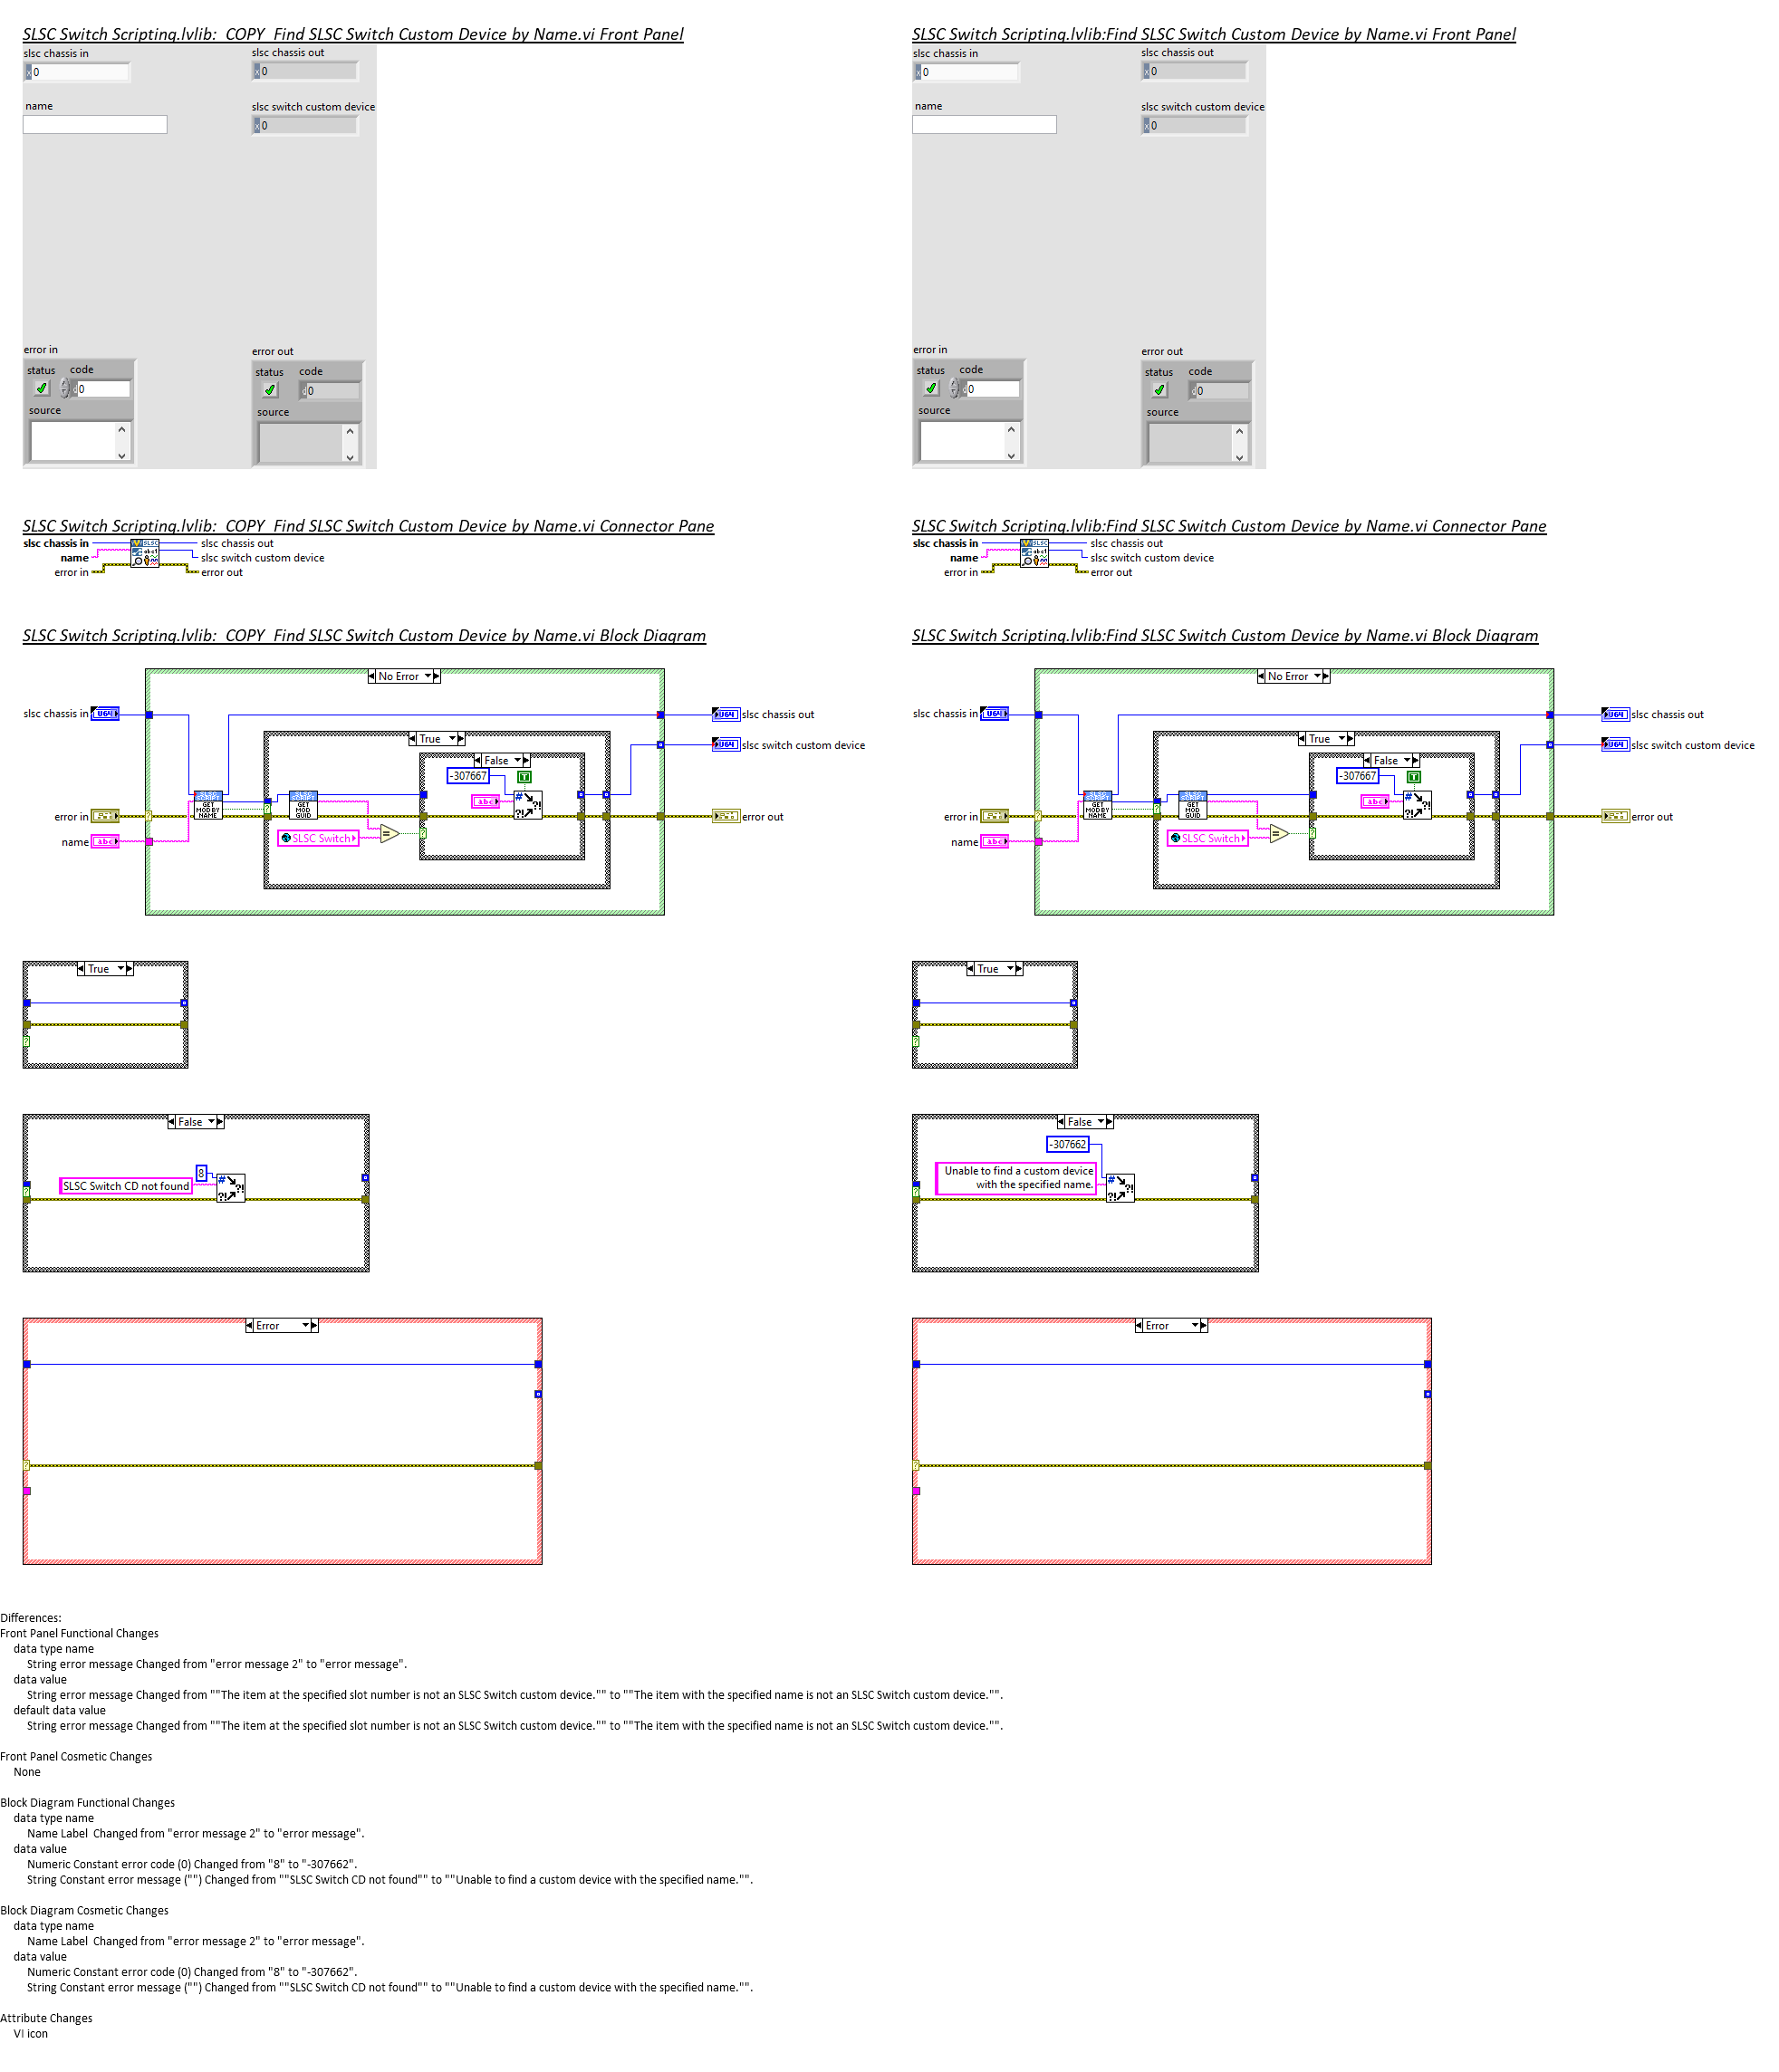 SLSC Switch Scripting.lvlib:  COPY  Find SLSC Switch Custom Device by Name.vi Front Panel
slsc chassis in
slsc chassis out
x 0
x 0
name
slsc switch custom device
x 0
error in
error out
status
code
status
code
d 0
d 0
source
source
SLSC Switch Scripting.lvlib:Find SLSC Switch Custom Device by Name.vi Front Panel
slsc chassis in
slsc chassis out
x 0
x 0
name
slsc switch custom device
x 0
error in
error out
status
code
status
code
d 0
d 0
source
source
SLSC Switch Scripting.lvlib:  COPY  Find SLSC Switch Custom Device by Name.vi Connector Pane
slsc chassis in
SLSC
slsc chassis out
name
abc1
slsc switch custom device
error in
error out
SLSC Switch Scripting.lvlib:Find SLSC Switch Custom Device by Name.vi Connector Pane
slsc chassis in
SLSC
slsc chassis out
name
abc1
slsc switch custom device
error in
error out
SLSC Switch Scripting.lvlib:  COPY  Find SLSC Switch Custom Device by Name.vi Block Diagram
No Error
slsc chassis in
U64
U64
slsc chassis out
True
U64
slsc switch custom device
False
-307667
T
abc
#
?!
?!
GET
MOD BY
NAME
GET
MOD
GUID
error in
error out
SLSC Switch
=
name
abc
SLSC Switch Scripting.lvlib:Find SLSC Switch Custom Device by Name.vi Block Diagram
No Error
slsc chassis in
U64
U64
slsc chassis out
True
U64
slsc switch custom device
False
-307667
T
abc
#
?!
?!
GET
MOD BY
NAME
GET
MOD
GUID
error in
error out
SLSC Switch
=
name
abc
True
?
True
?
False
8
SLSC Switch CD not found
#
?!
?!
?
False
-307662
Unable to find a custom device
with the specified name.
#
?!
?!
?
Error
?
Error
?
Differences:
Front Panel Functional Changes
data type name
String error message Changed from "error message 2" to "error message".
data value
String error message Changed from ""The item at the specified slot number is not an SLSC Switch custom device."" to ""The item with the specified name is not an SLSC Switch custom device."".
default data value
String error message Changed from ""The item at the specified slot number is not an SLSC Switch custom device."" to ""The item with the specified name is not an SLSC Switch custom device."".
Front Panel Cosmetic Changes
None
Block Diagram Functional Changes
data type name
Name Label  Changed from "error message 2" to "error message".
data value
Numeric Constant error code (0) Changed from "8" to "-307662".
String Constant error message ("") Changed from ""SLSC Switch CD not found"" to ""Unable to find a custom device with the specified name."".
Block Diagram Cosmetic Changes
data type name
Name Label  Changed from "error message 2" to "error message".
data value
Numeric Constant error code (0) Changed from "8" to "-307662".
String Constant error message ("") Changed from ""SLSC Switch CD not found"" to ""Unable to find a custom device with the specified name."".
Attribute Changes
VI icon